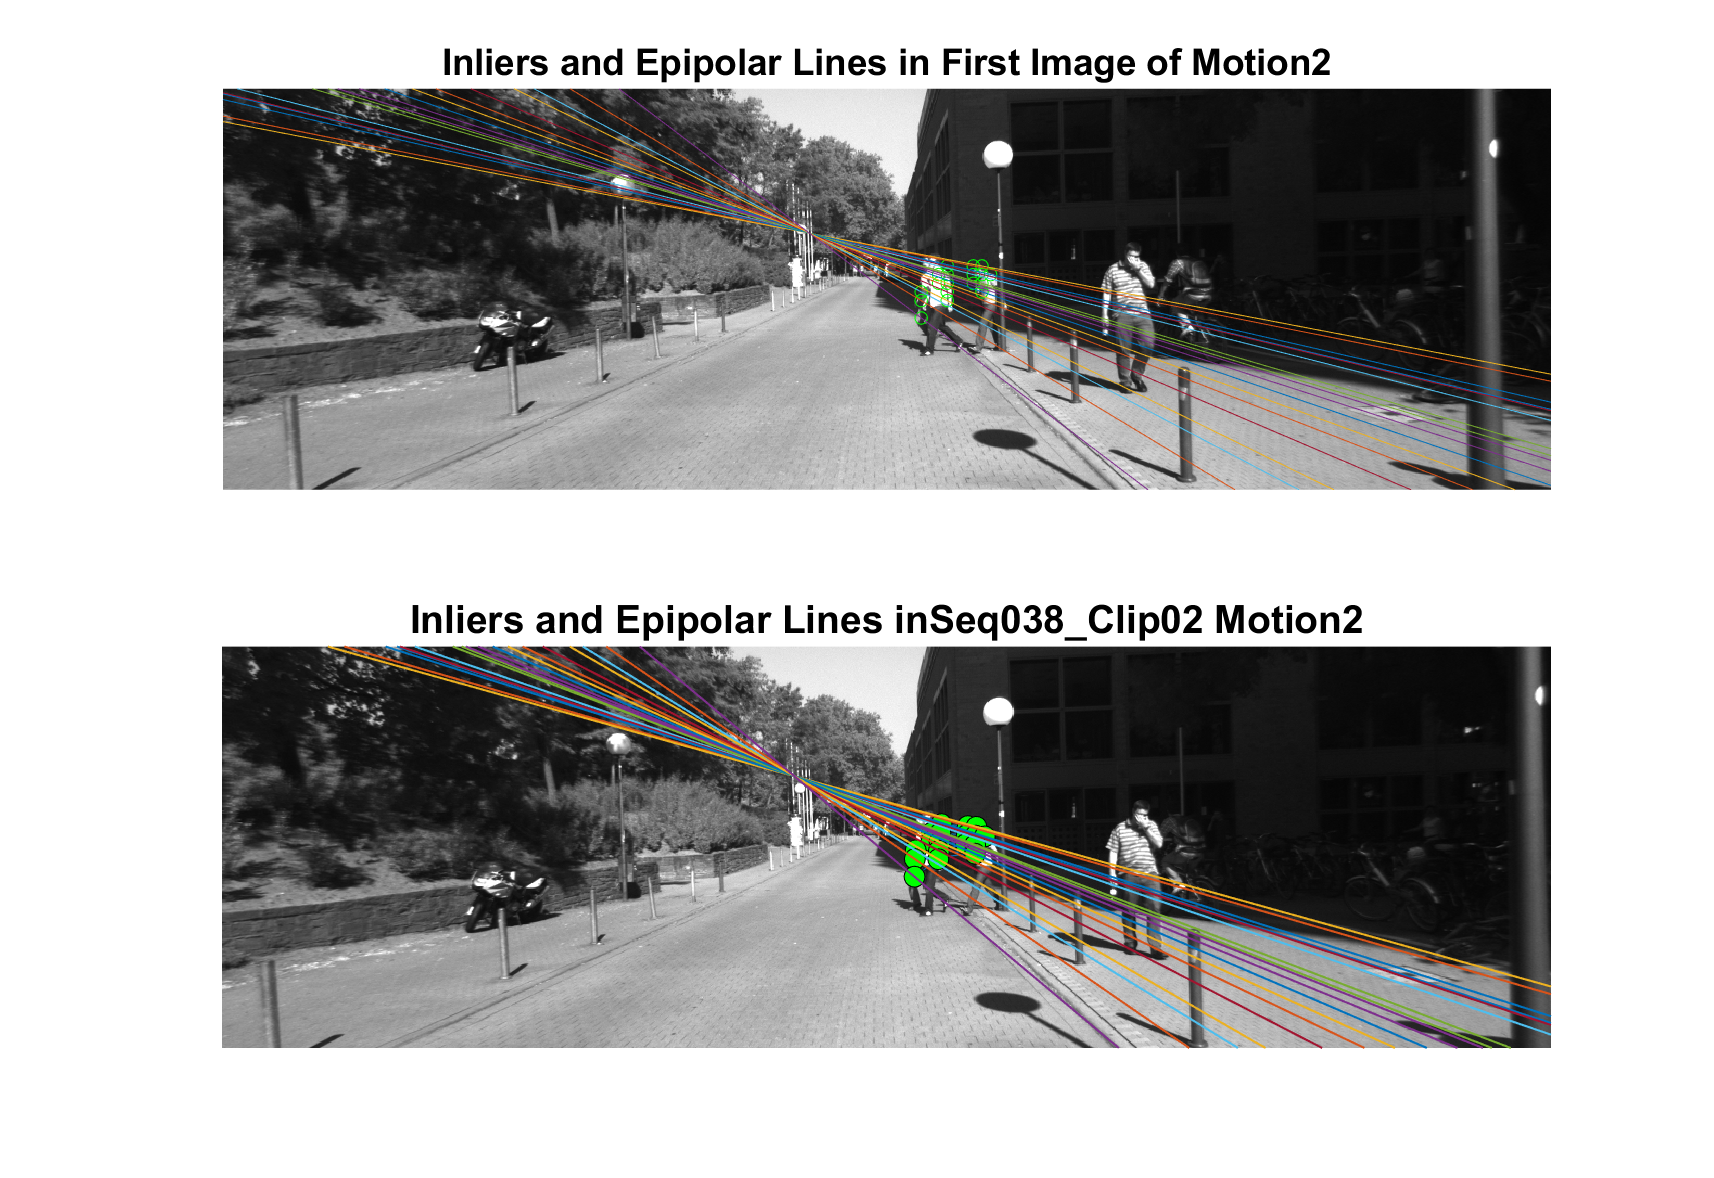 Inliers and Epipolar Lines in First Image of Motion2
Inliers and Epipolar Lines inSeq038_Clip02 Motion2